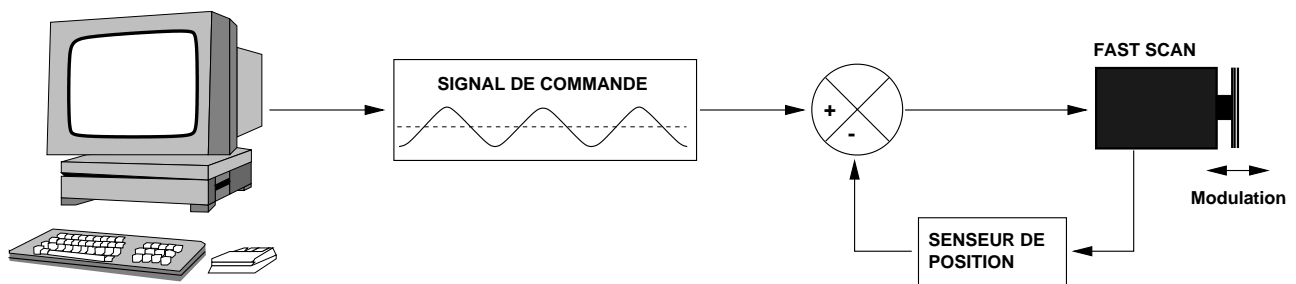 FAST SCAN
SIGNAL DE COMMANDE
+
-
Modulation
SENSEUR DE
POSITION